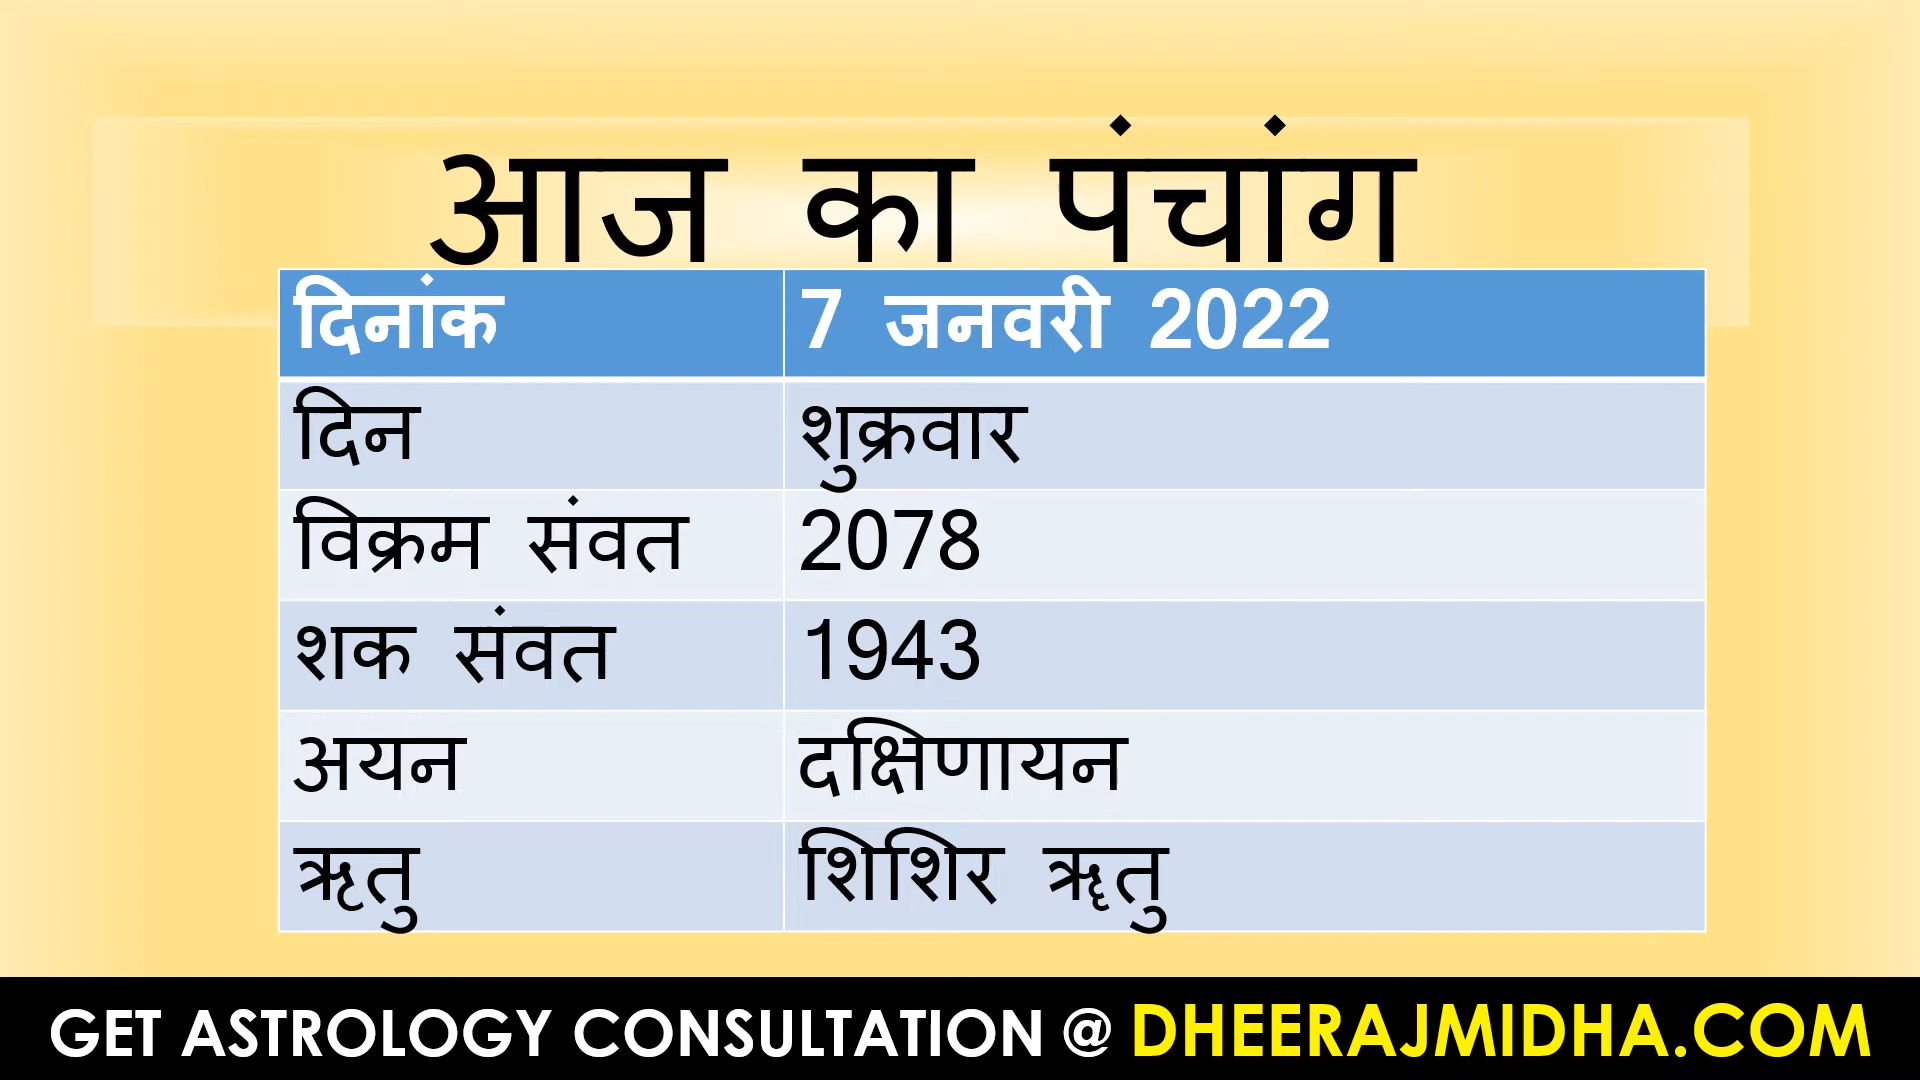 आज का पंचांग
दिनांक 7 जनवरी 2022
दिन शुक्रवार
विक्रम संवत 2078
शक संवत 1943
अयन दक्षिणायन
ऋतु शिशिर ॠतु
GET ASTROLOGY CONSULTATION @ DHEERAJMIDHA.COM